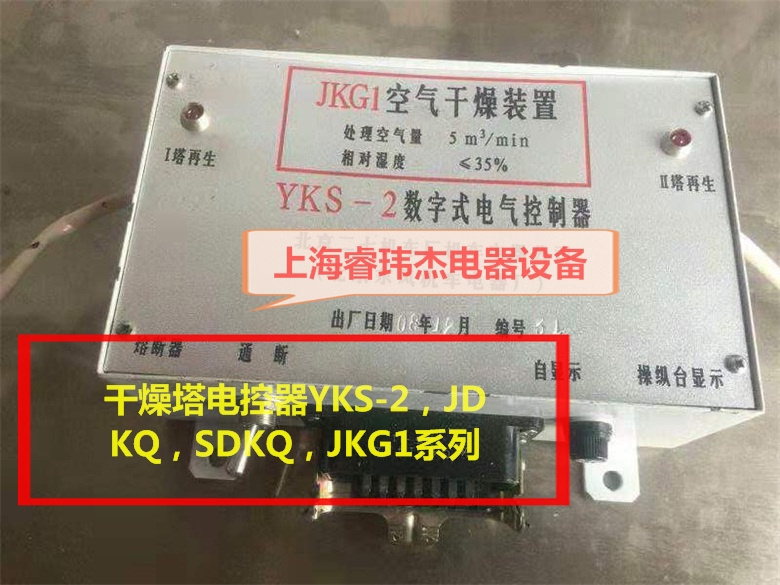 JKG1空气干燥装置
处理空气量 5 m³/min
相对湿度 ≤35%
I塔再生
II塔再生
YKS-2数字式电气控制器
上海睿玮杰电器设备
出厂日期08年 月 编号
熔断器 通 断 自显示 操纵台显示
干燥塔电控器YKS-2，JD
KQ，SDKQ，JKG1系列